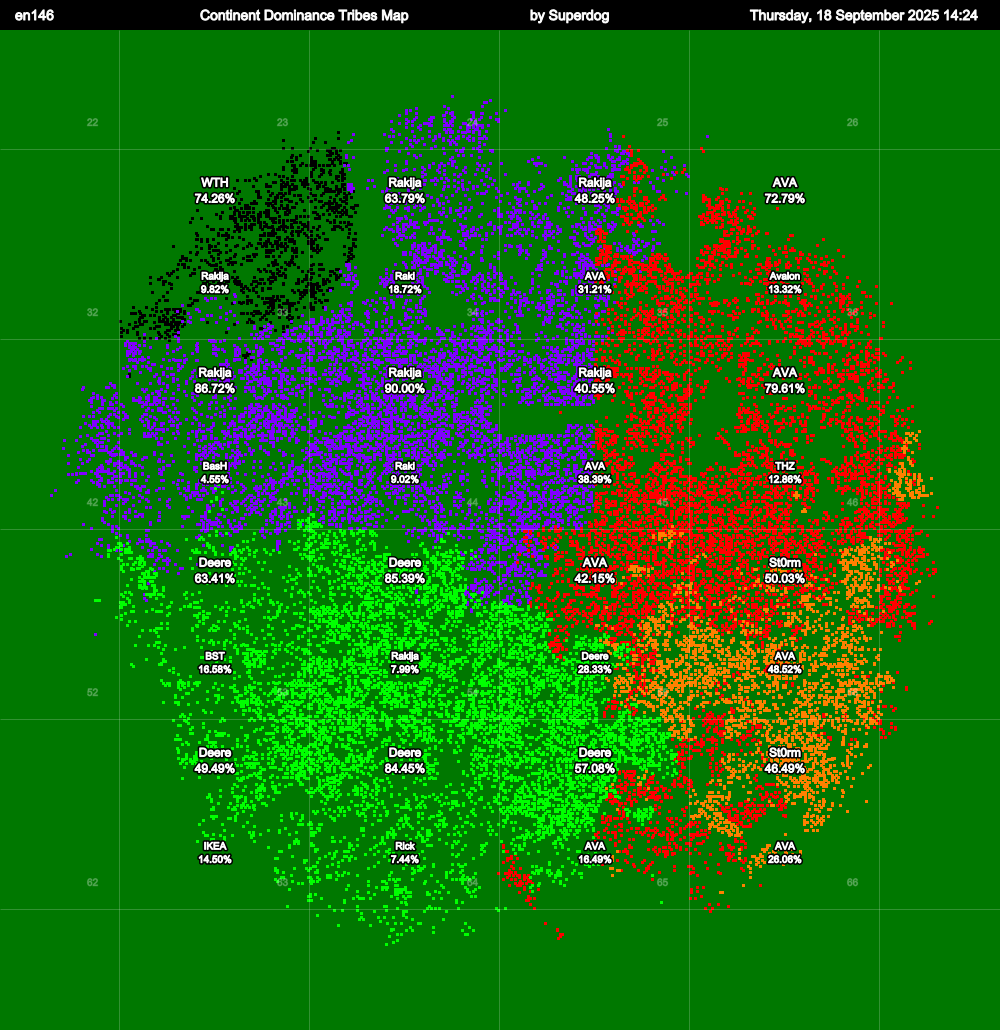 en146 Continent Dominance Tribes Map by Superdog Thursday, 18 September 2025 14:24
22 23 24 25 26
WTH Rakija Rakija AVA
74.26% 63.79% 48.25% 72.79%
Rakija Raki AVA Avalon
9.82% 18.72% 31.21% 13.32%
32 33 34 35 36
Rakija Rakija Rakija AVA
86.72% 90.00% 40.55% 79.61%
BasH Raki AVA THZ
4.55% 9.02% 38.39% 12.86%
42 43 44 45 46
Deere Deere AVA St0rm
63.41% 85.39% 42.15% 50.03%
BST Rakija Deere AVA
16.58% 7.99% 28.33% 48.52%
52 56
Deere Deere Deere St0rm
49.49% 84.45% 57.08% 46.49%
IKEA Rick AVA AVA
14.50% 7.44% 16.49% 26.06%
62 63 64 65 66